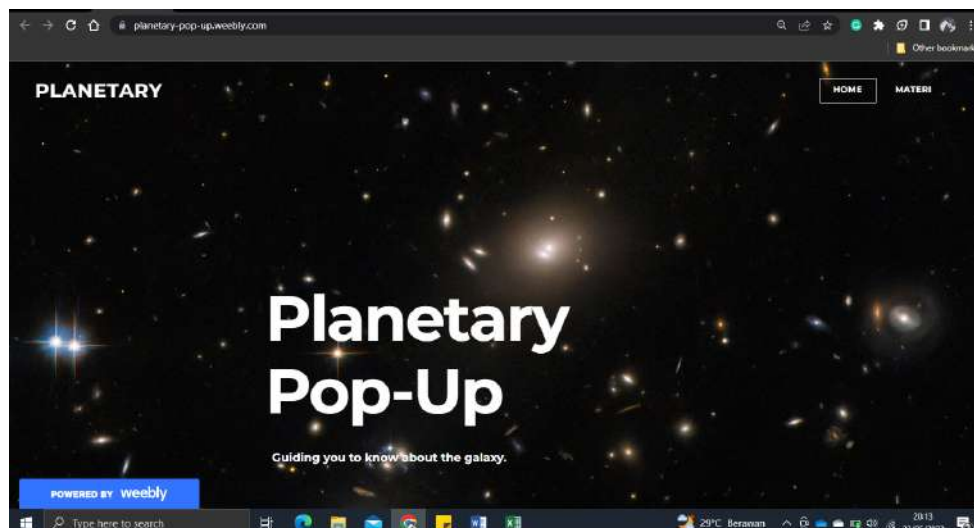 planetary-pop-up.weebly.com
Other bookmark
PLANETARY
HOME MATERI
Planetary
Pop-Up
Guiding you to know about the galaxy.
POWERED BY weebly
Type here to search
29°C Berawan
20.13